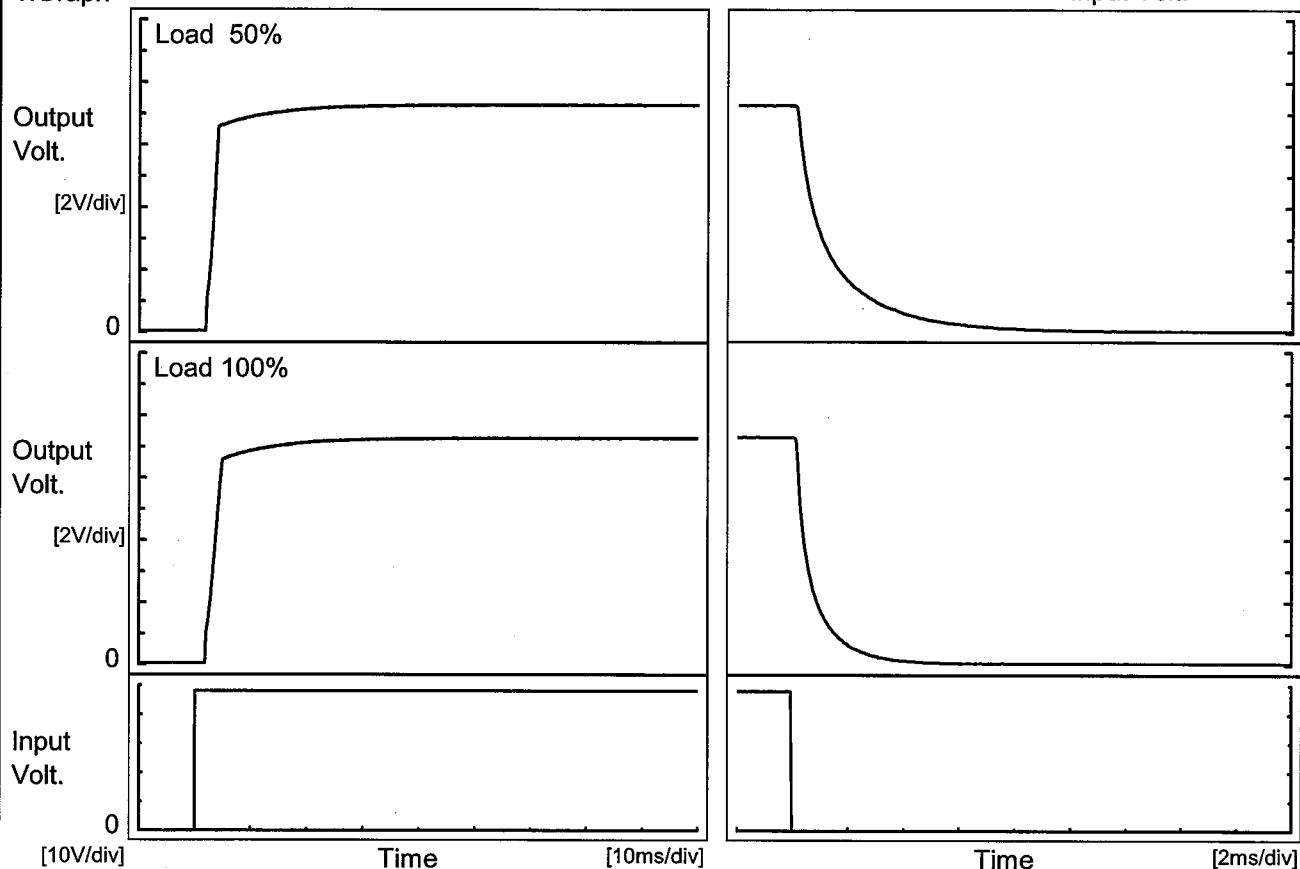 Load 50%
Output
Volt.
[2V/div]
0
Load 100%
Output
Volt.
[2V/div]
0
Input
Volt.
0
[10V/div]
Time
[10ms/div]
Time
[2ms/div]